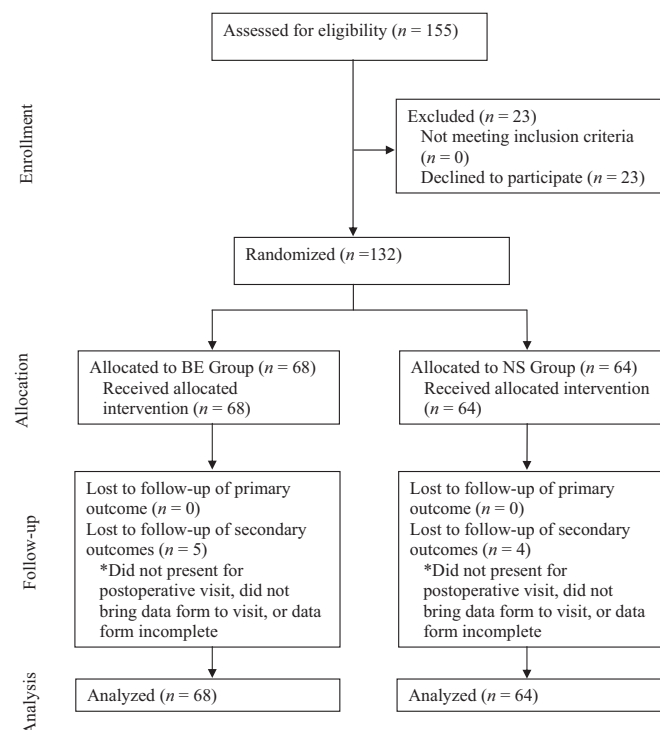 Assessed for eligibility (n = 155)
Enrollment
Excluded (n = 23)
Not meeting inclusion criteria
(n = 0)
Declined to participate (n = 23)
Randomized (n =132)
Allocation
Allocated to BE Group (n = 68)
Received allocated
intervention (n = 68)
Allocated to NS Group (n = 64)
Received allocated intervention
(n = 64)
Follow-up
Lost to follow-up of primary
outcome (n = 0)
Lost to follow-up of secondary
outcomes (n = 5)
*Did not present for
postoperative visit, did not
bring data form to visit, or data
form incomplete
Lost to follow-up of primary
outcome (n = 0)
Lost to follow-up of secondary
outcomes (n = 4)
*Did not present for
postoperative visit, did not
bring data form to visit, or data
form incomplete
Analysis
Analyzed (n = 68)
Analyzed (n = 64)